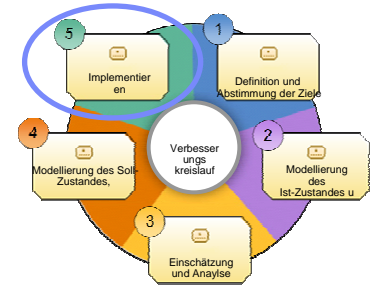 1
Definition und
Abstimmung der Ziele
2
Modellierung
des
Ist-Zustandes u
3
Einschätzung
und Anaylse
4
Modellierung des Soll-
Zustandes,
5
Implementier
en
Verbesser
ungs
kreislauf